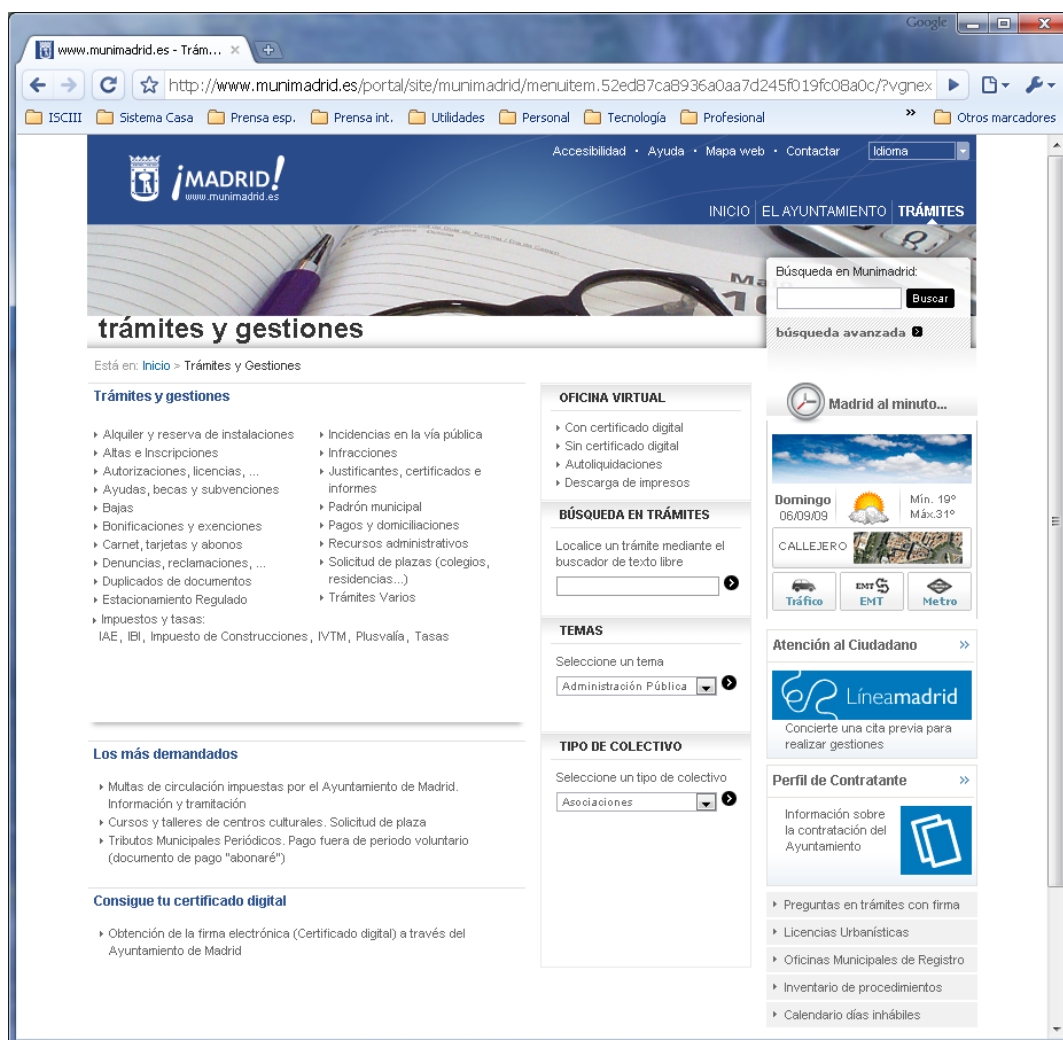 Google
www.munimadrid.es - Trám...
http://www.munimadrid.es/portal/site/munimadrid/menuitem.52ed87ca8936a0aa7d245f019fc08a0c/?vgnex
ISCIII Sistema Casa Prensa esp. Prensa int. Utilidades Personal Tecnología Profesional » Otros marcadores
Accesibilidad · Ayuda · Mapa web · Contactar Idioma
¡MADRID!
www.munimadrid.es
INICIO EL AYUNTAMIENTO TRÁMITES
Búsqueda en Munimadrid:
Buscar
búsqueda avanzada
trámites y gestiones
Está en: Inicio > Trámites y Gestiones
Trámites y gestiones
Alquiler y reserva de instalaciones
Altas e Inscripciones
Autorizaciones, licencias, ...
Ayudas, becas y subvenciones
Bajas
Bonificaciones y exenciones
Carnet, tarjetas y abonos
Denuncias, reclamaciones, ...
Duplicados de documentos
Estacionamiento Regulado
Impuestos y tasas:
IAE, IBI, Impuesto de Construcciones, IVTM, Plusvalía, Tasas
Incidencias en la vía pública
Infracciones
Justificantes, certificados e
informes
Padrón municipal
Pagos y domiciliaciones
Recursos administrativos
Solicitud de plazas (colegios,
residencias...)
Trámites Varios
Los más demandados
Multas de circulación impuestas por el Ayuntamiento de Madrid.
Información y tramitación
Cursos y talleres de centros culturales. Solicitud de plaza
Tributos Municipales Periódicos. Pago fuera de periodo voluntario
(documento de pago "abonaré")
Consigue tu certificado digital
Obtención de la firma electrónica (Certificado digital) a través del
Ayuntamiento de Madrid
OFICINA VIRTUAL
Con certificado digital
Sin certificado digital
Autoliquidaciones
Descarga de impresos
BÚSQUEDA EN TRÁMITES
Localice un trámite mediante el
buscador de texto libre
TEMAS
Seleccione un tema
Administración Pública
TIPO DE COLECTIVO
Seleccione un tipo de colectivo
Asociaciones
Madrid al minuto...
Domingo
06/09/09
Mín. 19º
Máx.31º
CALLEJERO
EMT
Tráfico EMT Metro
Atención al Ciudadano »
Líneamadrid
Concierte una cita previa para
realizar gestiones
Perfil de Contratante »
Información sobre
la contratación del
Ayuntamiento
Preguntas en trámites con firma
Licencias Urbanísticas
Oficinas Municipales de Registro
Inventario de procedimientos
Calendario días inhábiles